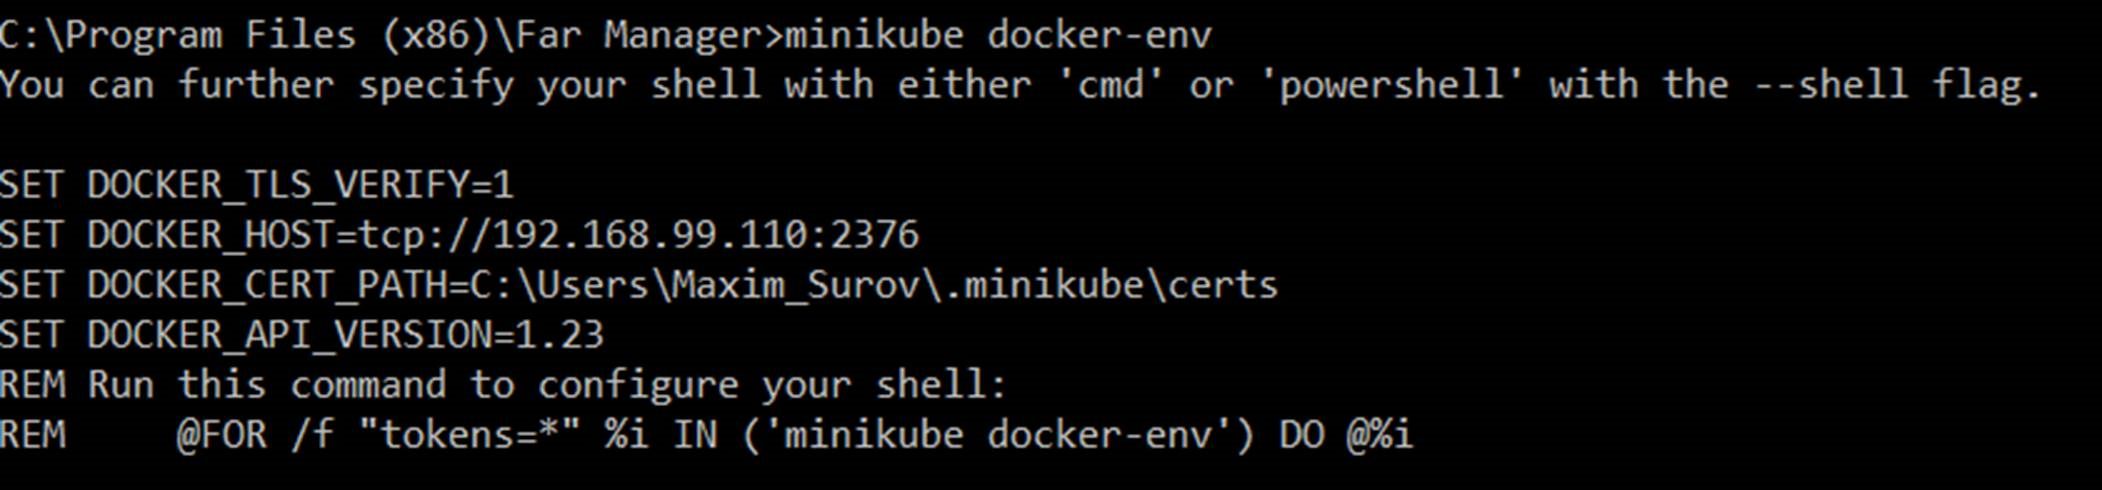 C:\Program Files (x86)\Far Manager>minikube docker-env
You can further specify your shell with either 'cmd' or 'powershell' with the --shell flag.
SET DOCKER_TLS_VERIFY=1
SET DOCKER_HOST=tcp://192.168.99.110:2376
SET DOCKER_CERT_PATH=C:\Users\Maxim_Surov\.minikube\certs
SET DOCKER_API_VERSION=1.23
REM Run this command to configure your shell:
REM     @FOR /f "tokens=*" %i IN ('minikube docker-env') DO @%i